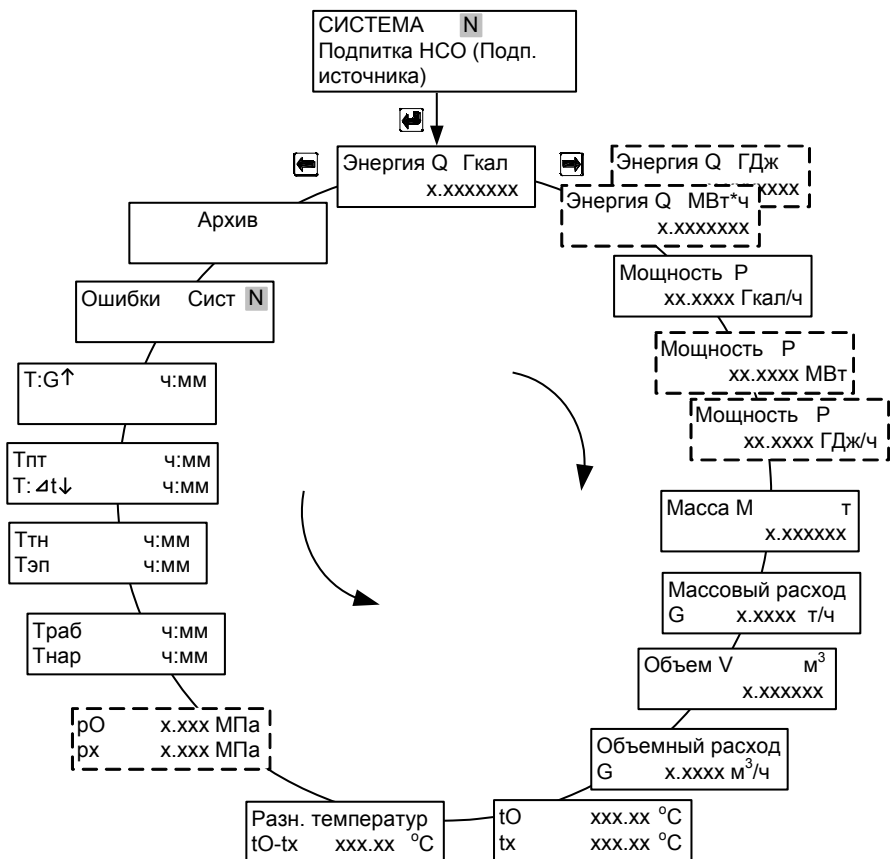 СИСТЕМА N
Подпитка НСО (Подп.
источника)
Энергия Q Гкал
x.xxxxxxx
Энергия Q ГДж
xxxx
Энергия Q МВт*ч
x.xxxxxxx
Мощность P
xx.xxxx Гкал/ч
Мощность P
xx.xxxx МВт
Мощность P
xx.xxxx ГДж/ч
Масса M т
x.xxxxxx
Массовый расход
G x.xxxx т/ч
Объем V м³
x.xxxxxx
Объемный расход
G x.xxxx м³/ч
tO xxx.xx °C
tx xxx.xx °C
Разн. температур
tO-tx xxx.xx °C
pO x.xxx МПа
px x.xxx МПа
Tраб ч:мм
Tнар ч:мм
Tтн ч:мм
Tэп ч:мм
Tпт ч:мм
T:⊿t↓ ч:мм
T:G↑ ч:мм
Ошибки Сист N
Архив